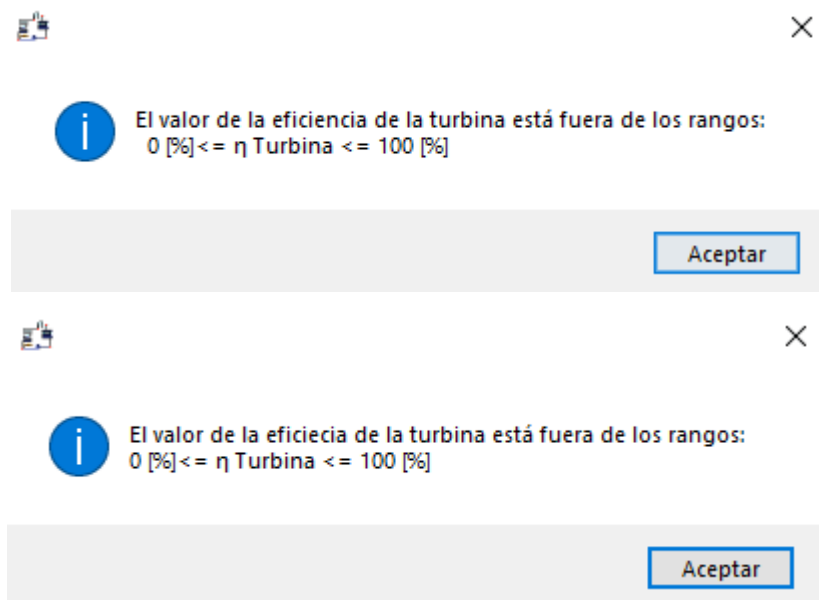 El valor de la eficiencia de la turbina está fuera de los rangos:
0 [%]<= η Turbina <= 100 [%]
Aceptar
El valor de la eficiecia de la turbina está fuera de los rangos:
0 [%]<= η Turbina <= 100 [%]
Aceptar